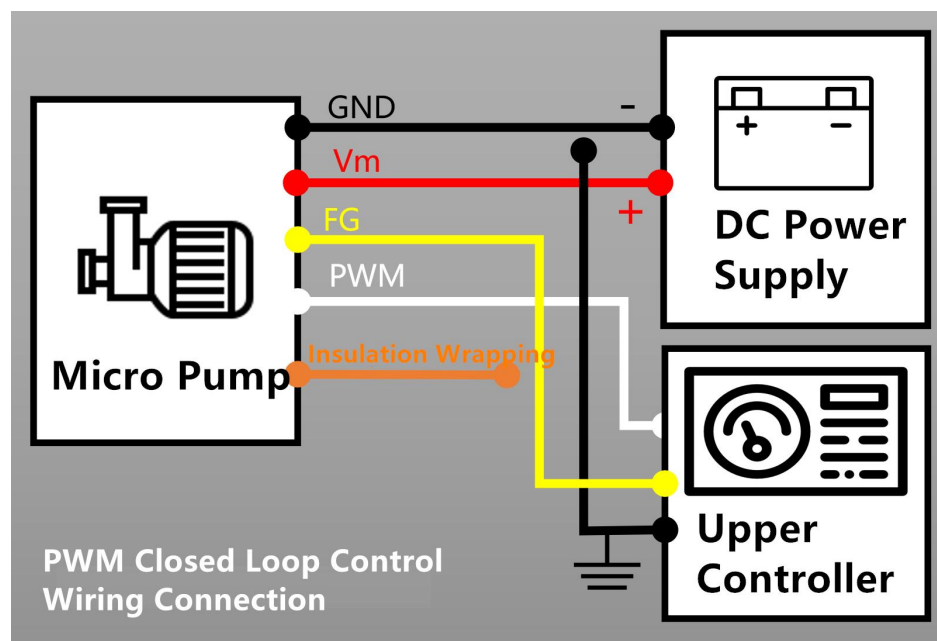 GND
-
Vm
+
FG
PWM
Insulation Wrapping
Micro Pump
+ −
DC Power
Supply
Upper
Controller
PWM Closed Loop Control
Wiring Connection